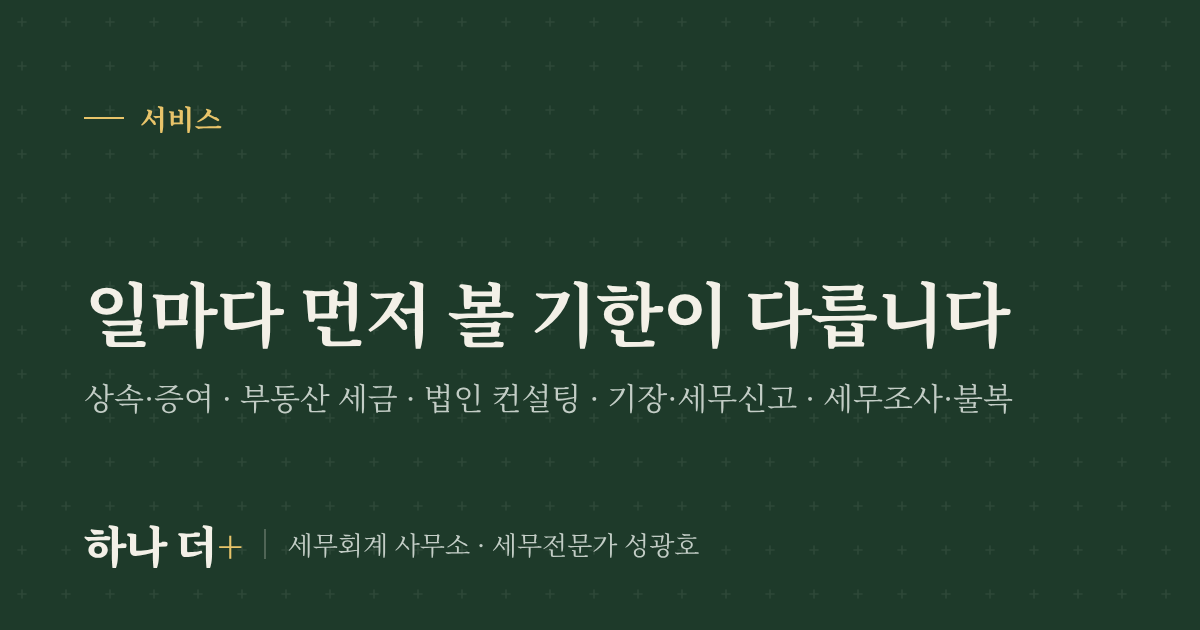 서비스
일마다 먼저 볼 기한이 다릅니다
상속·증여 · 부동산 세금 · 법인 컨설팅 · 기장·세무신고 · 세무조사·불복
하나 더+ | 세무회계 사무소 · 세무전문가 성광호